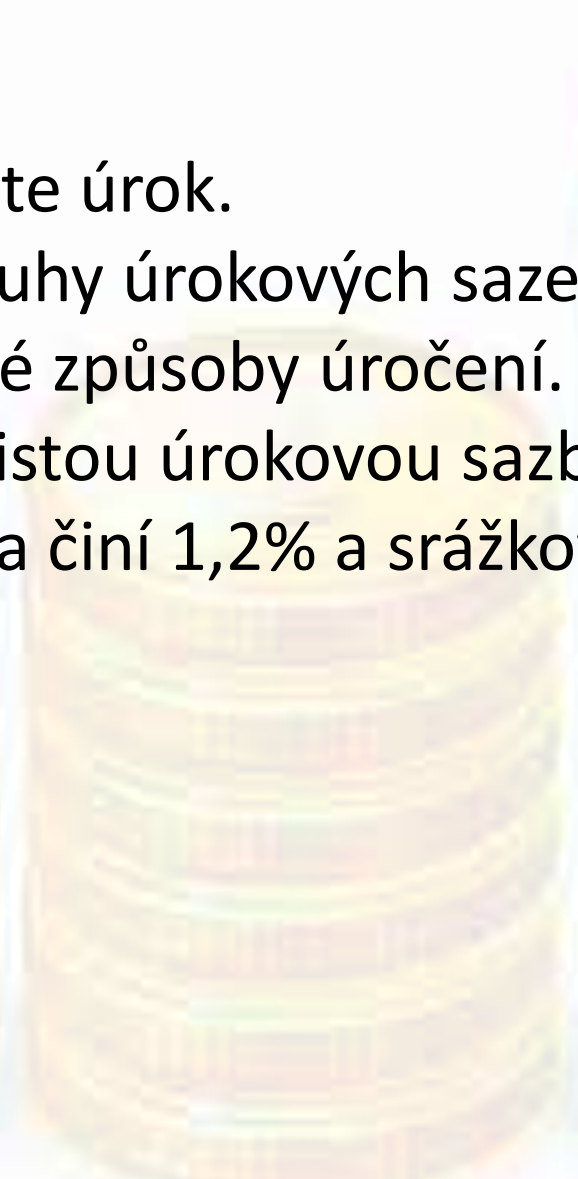 te úrok.
uhy úrokových saze
é způsoby úročení.
istou úrokovou sazb
a činí 1,2% a srážko